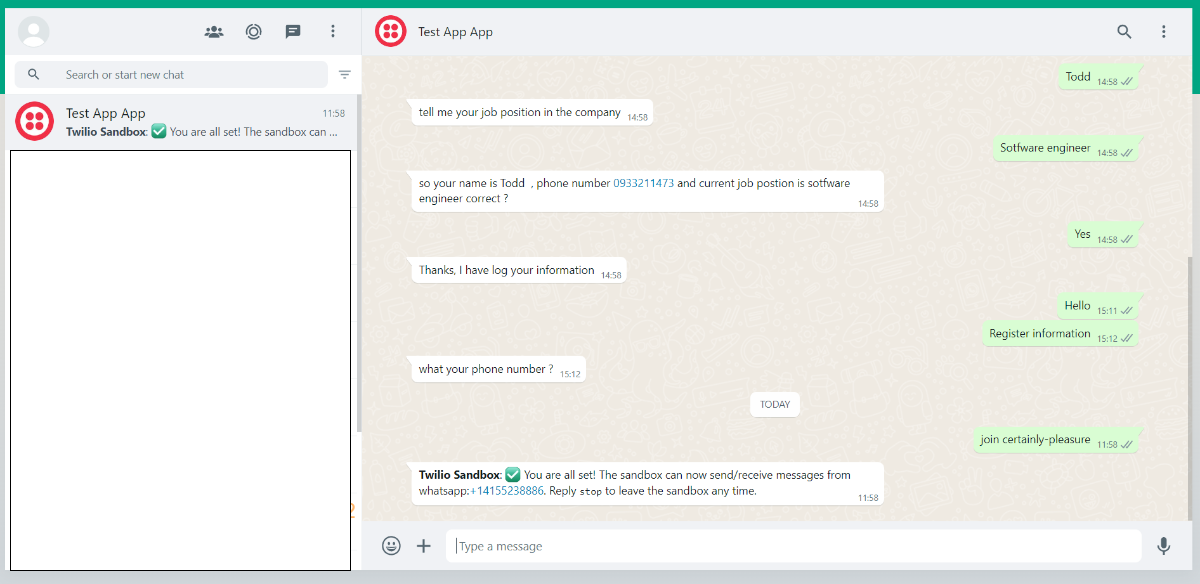 Test App App
Search or start new chat
Test App App 11:58
Twilio Sandbox: ✅ You are all set! The sandbox can ...
Todd 14:58
tell me your job position in the company 14:58
Sotfware engineer 14:58
so your name is Todd , phone number 0933211473 and current job postion is sotfware
engineer correct ? 14:58
Yes 14:58
Thanks, I have log your information 14:58
Hello 15:11
Register information 15:12
what your phone number ? 15:12
TODAY
join certainly-pleasure 11:58
Twilio Sandbox: ✅ You are all set! The sandbox can now send/receive messages from
whatsapp:+14155238886. Reply stop to leave the sandbox any time. 11:58
Type a message